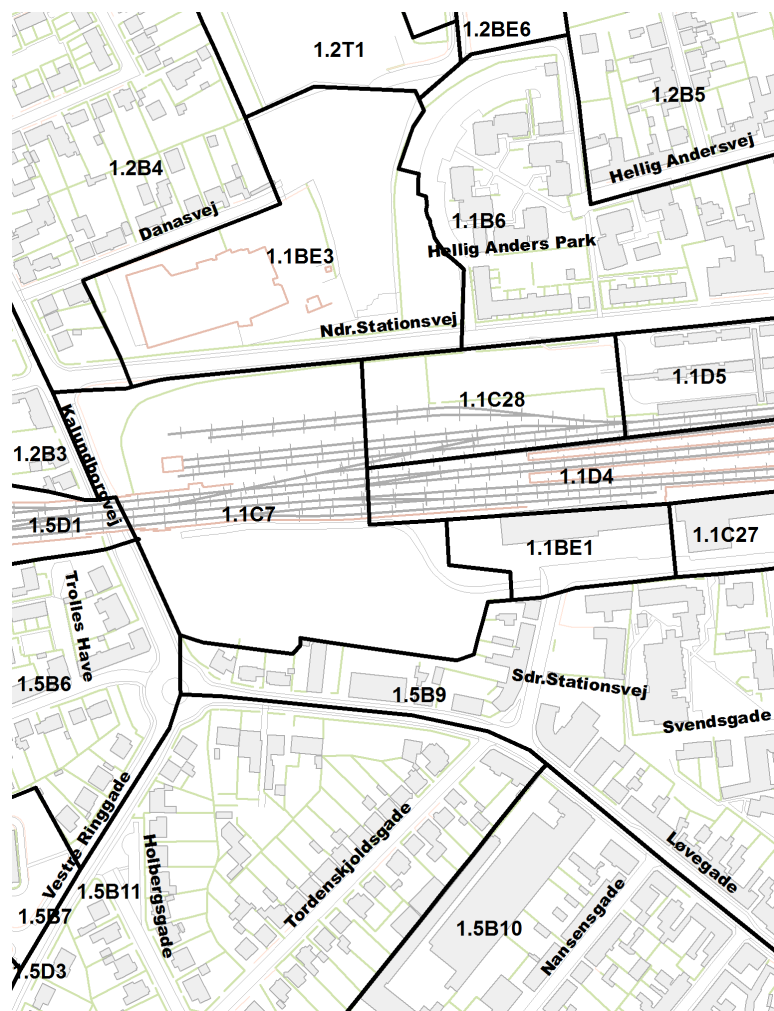 1.2BE6
1.2T1
1.2B5
Hellig Andersvej
1.2B4
Danasvej
1.1B6
Hellig Anders Park
1.1BE3
Ndr.Stationsvej
1.1D5
1.1C28
Kalundborgvej
1.2B3
1.1D4
1.1C7
1.5D1
1.1C27
1.1BE1
Trolles Have
1.5B6
Sdr.Stationsvej
1.5B9
Svendsgade
Vestre Ringgade
Holbergsgade
Tordenskjoldsgade
Løvegade
1.5B11
1.5B7
Nansensgade
1.5B10
.5D3